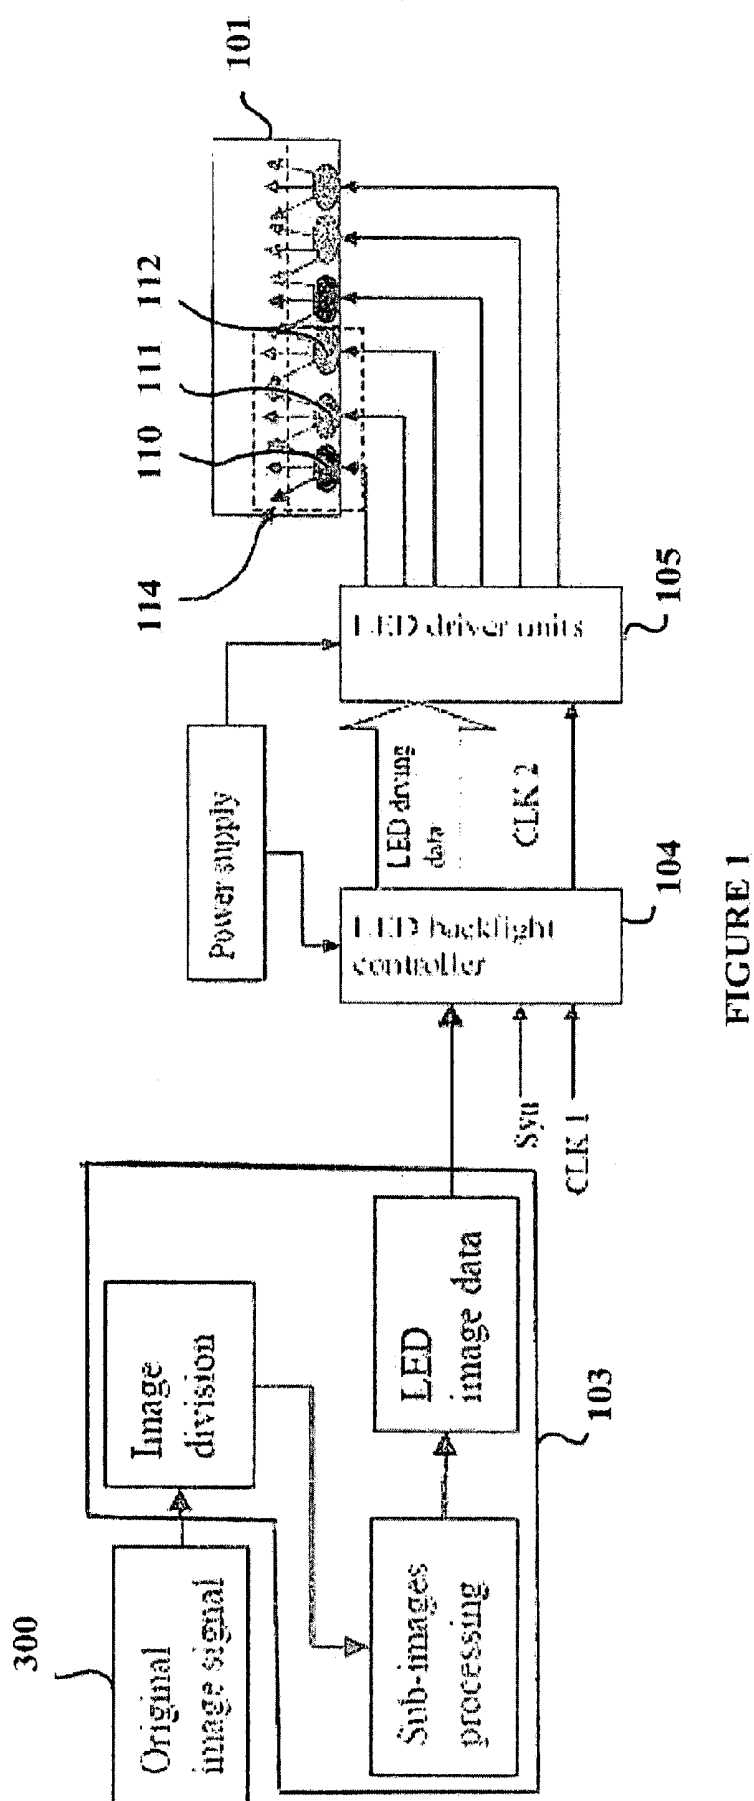 300
Original
image signal
Image
division
Sub-images
processing
LED
image data
103
Syn
CLK 1
Power supply
LED backlight
controller
104
LED driving
data
CLK 2
LED driver units
105
114
110
111
112
101
FIGURE 1